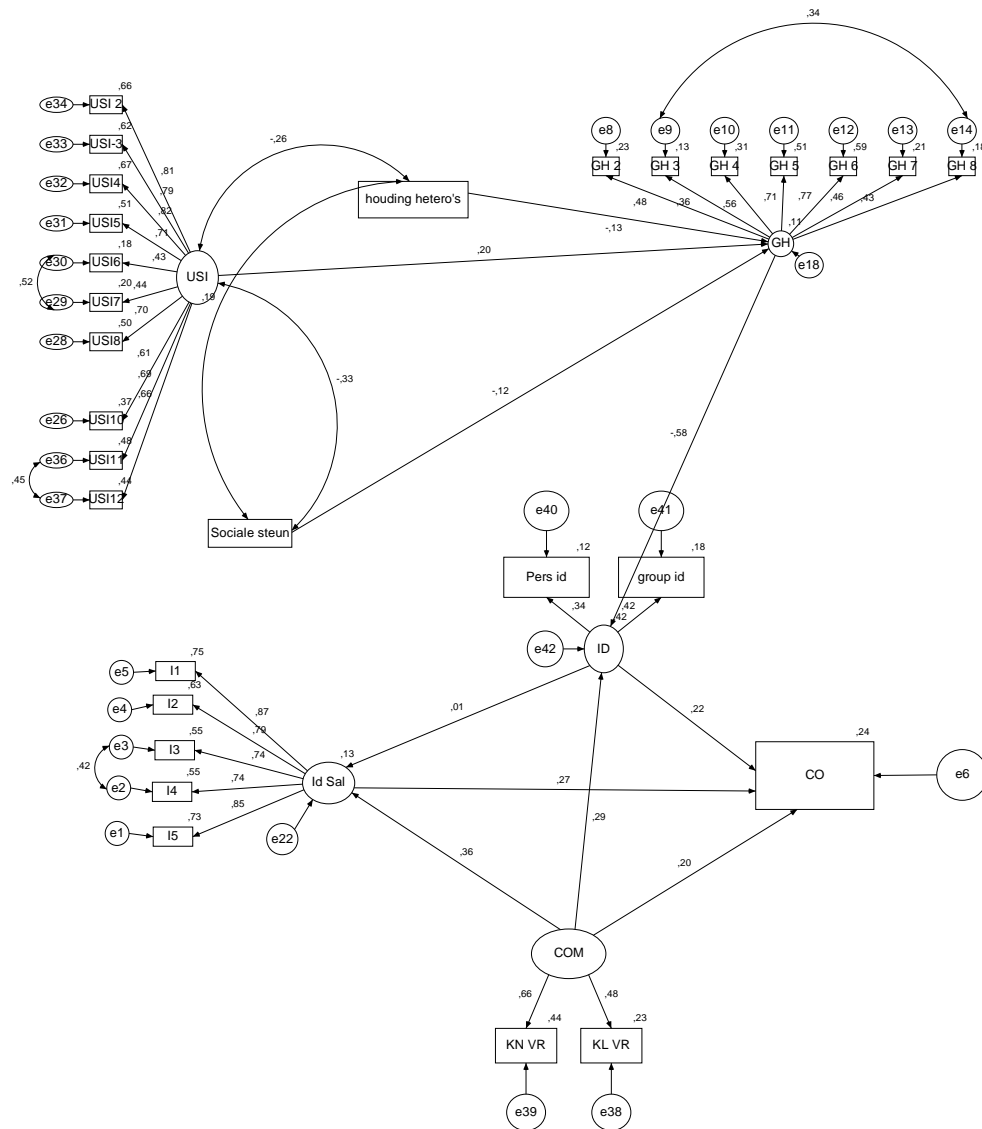 ,34
e8
e9
e10
e11
e12
e13
e14
,23
,13
,31
,51
,59
,21
,18
GH 2
GH 3
GH 4
GH 5
GH 6
GH 7
GH 8
,48
,36
,56
,71
,77
,46
,43
,11
GH
e18
e34
USI 2
,66
e33
USI-3
,62
e32
USI4
,67
e31
USI5
,51
e30
USI6
,18
e29
USI7
,20
e28
USI8
,50
e26
USI10
,37
e36
USI11
,48
e37
USI12
,44
,52
,45
,81
,79
,82
,71
,43
,44
,70
,61
,69
,66
USI
,19
-,26
houding hetero's
-,13
,20
-,33
-,12
Sociale steun
-,58
e40
e41
,12
,18
Pers id
group id
,34
,42
,42
e42
ID
e5
I1
,75
e4
I2
,63
e3
I3
,55
e2
I4
,55
e1
I5
,73
,42
,87
,79
,74
,74
,85
,13
Id Sal
e22
,01
,22
,27
,24
CO
e6
,29
,36
,20
COM
,66
,48
,44
,23
KN VR
KL VR
e39
e38